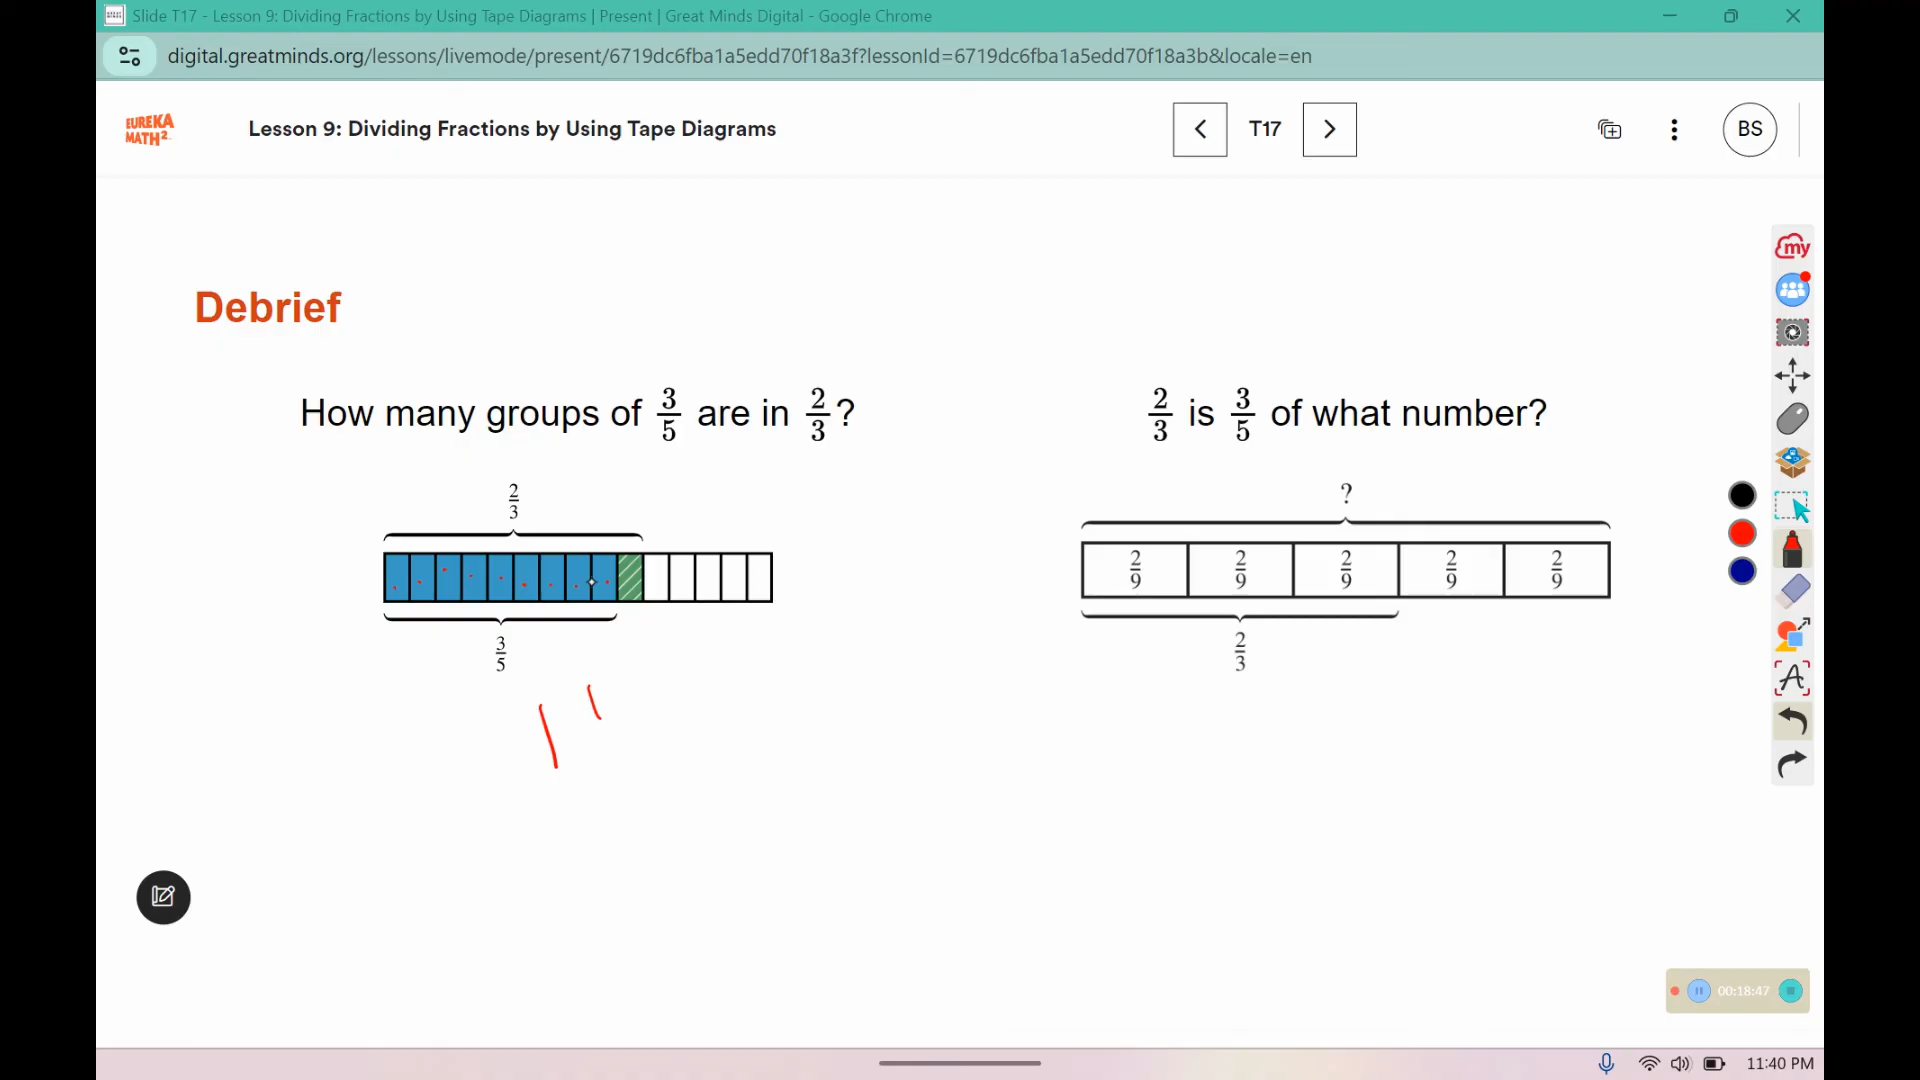 Slide T17 - Lesson 9: Dividing Fractions by Using Tape Diagrams | Present | Great Minds Digital - Google Chrome
digital.greatminds.org/lessons/livemode/present/6719dc6fba1a5edd70f18a3f?lessonId=6719dc6fba1a5edd70f18a3b&locale=en
EUREKA
MATH²
Lesson 9: Dividing Fractions by Using Tape Diagrams
T17
BS
my
Debrief
How many groups of 3/5 are in 2/3?
2/3
3/5
2/3 is 3/5 of what number?
?
2/9 2/9 2/9 2/9 2/9
2/3
1 '
A
00:18:47
11:40 PM